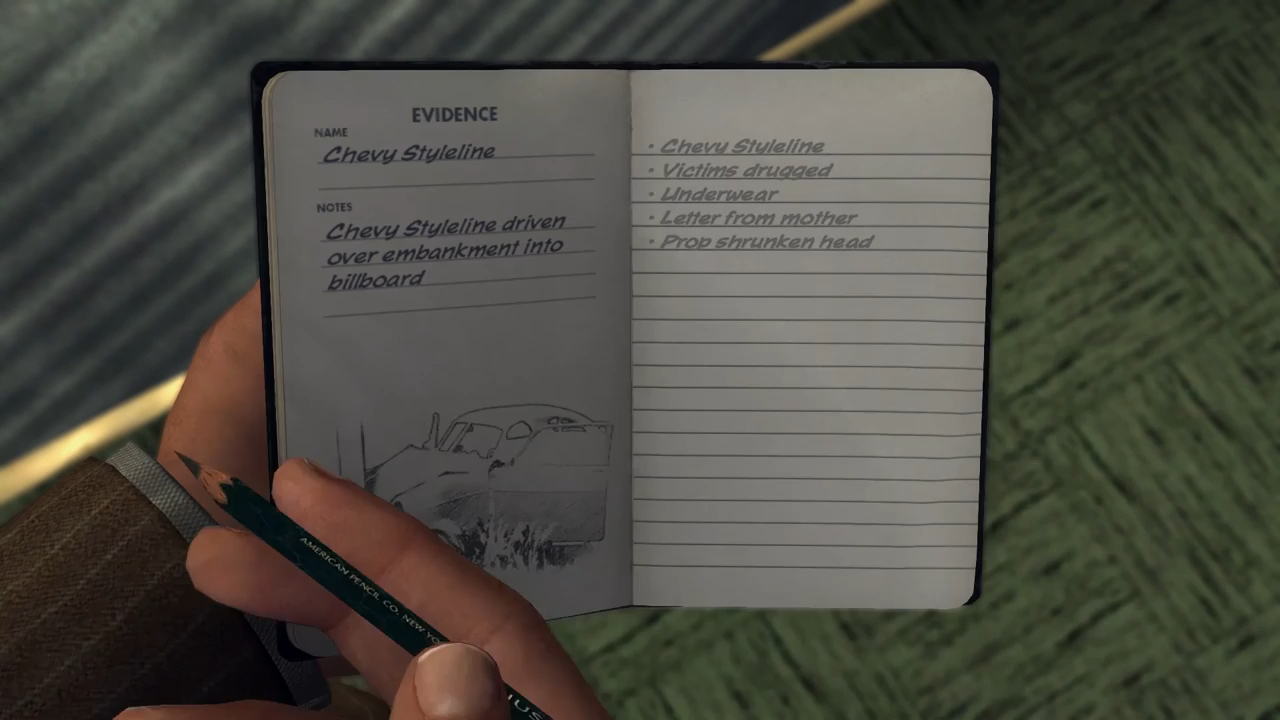 EVIDENCE
NAME
Chevy Styleline
NOTES
Chevy Styleline driven
over embankment into
billboard
• Chevy Styleline
• Victims drugged
• Underwear
• Letter from mother
• Prop shrunken head
AMERICAN PENCIL CO. NEW